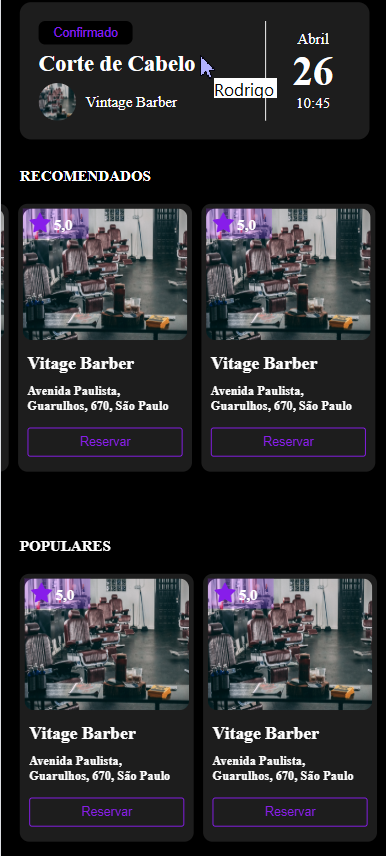 Confirmado
Corte de Cabelo
Vintage Barber
Rodrigo
Abril
26
10:45
RECOMENDADOS
5,0
Vitage Barber
Avenida Paulista,
Guarulhos, 670, São Paulo
Reservar
5,0
Vitage Barber
Avenida Paulista,
Guarulhos, 670, São Paulo
Reservar
POPULARES
5,0
Vitage Barber
Avenida Paulista,
Guarulhos, 670, São Paulo
Reservar
5,0
Vitage Barber
Avenida Paulista,
Guarulhos, 670, São Paulo
Reservar